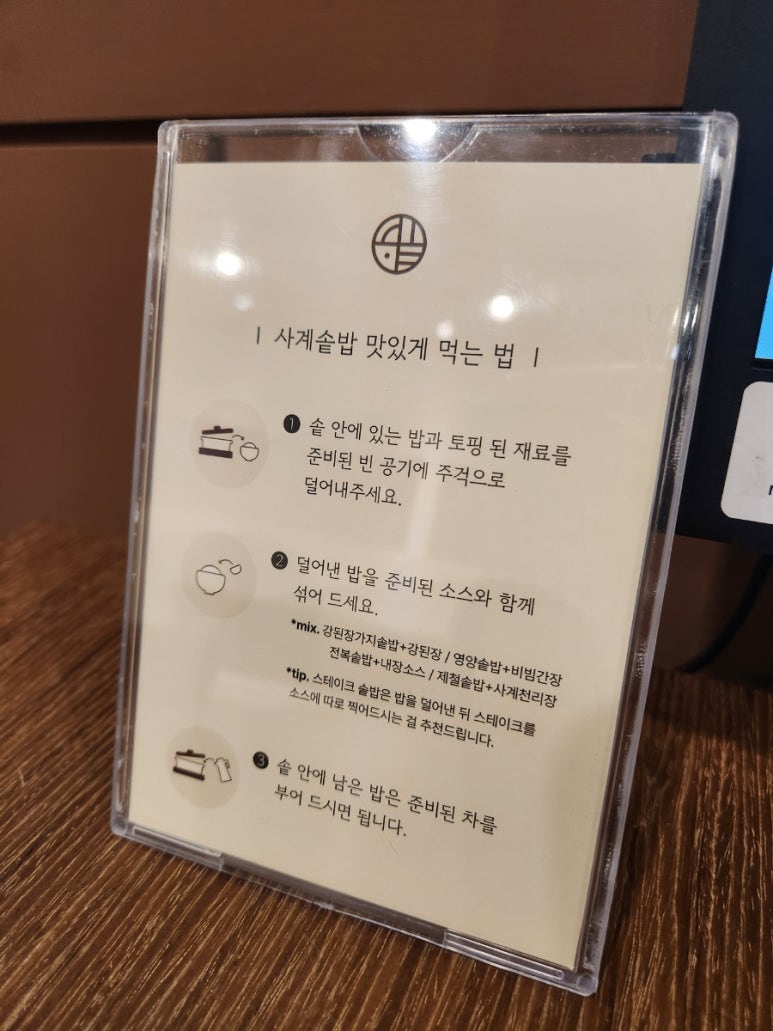 | 사계솥밥 맛있게 먹는 법 |
1 솥 안에 있는 밥과 토핑 된 재료를
준비된 빈 공기에 주걱으로
덜어내주세요.
2 덜어낸 밥을 준비된 소스와 함께
섞어 드세요.
*mix. 강된장가지솥밥+강된장 / 영양솥밥+비빔간장
전복솥밥+내장소스 / 제철솥밥+사계천리장
*tip. 스테이크 솥밥은 밥을 덜어낸 뒤 스테이크를
소스에 따로 찍어드시는 걸 추천드립니다.
3 솥 안에 남은 밥은 준비된 차를
부어 드시면 됩니다.